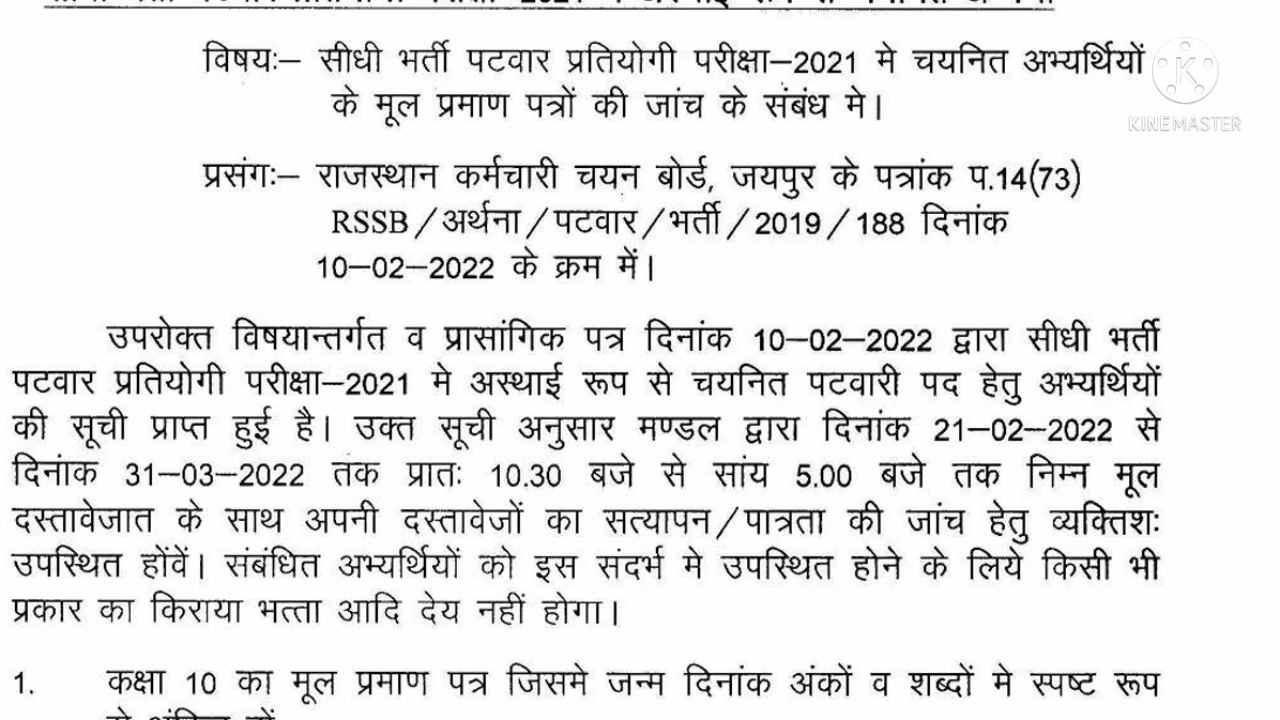 विषयः– सीधी भर्ती पटवार प्रतियोगी परीक्षा–2021 मे चयनित अभ्यर्थियों
के मूल प्रमाण पत्रों की जांच के संबंध मे।
KINEMASTER
प्रसंगः– राजस्थान कर्मचारी चयन बोर्ड, जयपुर के पत्रांक प.14(73)
RSSB/अर्थना/पटवार/भर्ती/2019/188 दिनांक
10–02–2022 के क्रम में।
उपरोक्त विषयान्तर्गत व प्रासांगिक पत्र दिनांक 10–02–2022 द्वारा सीधी भर्ती
पटवार प्रतियोगी परीक्षा–2021 मे अस्थाई रूप से चयनित पटवारी पद हेतु अभ्यर्थियों
की सूची प्राप्त हुई है। उक्त सूची अनुसार मण्डल द्वारा दिनांक 21–02–2022 से
दिनांक 31–03–2022 तक प्रातः 10.30 बजे से सांय 5.00 बजे तक निम्न मूल
दस्तावेजात के साथ अपनी दस्तावेजों का सत्यापन/पात्रता की जांच हेतु व्यक्तिशः
उपस्थित होंवें। संबंधित अभ्यर्थियों को इस संदर्भ मे उपस्थित होने के लिये किसी भी
प्रकार का किराया भत्ता आदि देय नहीं होगा।
1. कक्षा 10 का मूल प्रमाण पत्र जिसमे जन्म दिनांक अंकों व शब्दों मे स्पष्ट रूप